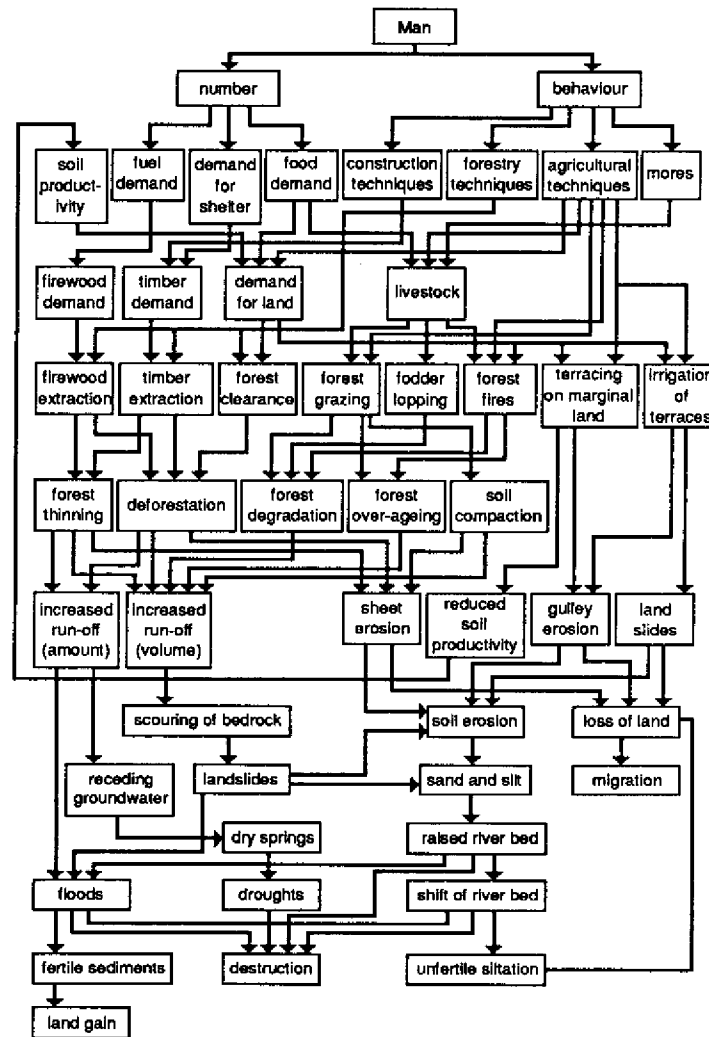 Man
number
behaviour
soil
product-
ivity
fuel
demand
demand
for
shelter
food
demand
construction
techniques
forestry
techniques
agricultural
techniques
mores
firewood
demand
timber
demand
demand
for land
livestock
firewood
extraction
timber
extraction
forest
clearance
forest
grazing
fodder
lopping
forest
fires
terracing
on marginal
land
irrigation
of
terraces
forest
thinning
deforestation
forest
degradation
forest
over-ageing
soil
compaction
increased
run-off
(amount)
increased
run-off
(volume)
sheet
erosion
reduced
soil
productivity
gulley
erosion
land
slides
scouring of bedrock
soil erosion
loss of land
receding
groundwater
landslides
sand and silt
migration
dry springs
raised river bed
floods
droughts
shift of river bed
fertile sediments
destruction
unfertile siltation
land gain